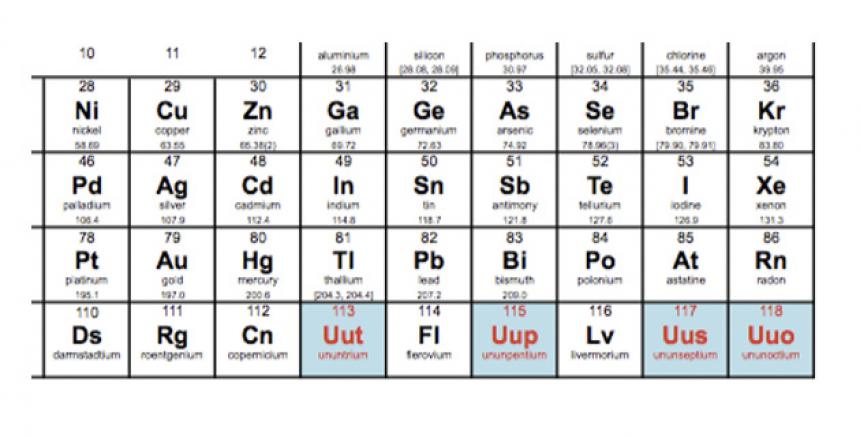 10 11 12 aluminium silicon phosphorus sulfur chlorine argon
26.98 [28.08, 28.09] 30.97 [32.05, 32.08] [35.44, 35.46] 39.95
28 29 30 31 32 33 34 35 36
Ni Cu Zn Ga Ge As Se Br Kr
nickel copper zinc gallium germanium arsenic selenium bromine krypton
58.69 63.55 65.38(2) 69.72 72.63 74.92 78.96(3) [79.90, 79.91] 83.80
46 47 48 49 50 51 52 53 54
Pd Ag Cd In Sn Sb Te I Xe
palladium silver cadmium indium tin antimony tellurium iodine xenon
106.4 107.9 112.4 114.8 118.7 121.8 127.6 126.9 131.3
78 79 80 81 82 83 84 85 86
Pt Au Hg Tl Pb Bi Po At Rn
platinum gold mercury thallium lead bismuth polonium astatine radon
195.1 197.0 200.6 [204.3, 204.4] 207.2 209.0
110 111 112 113 114 115 116 117 118
Ds Rg Cn Uut Fl Uup Lv Uus Uuo
darmstadtium roentgenium copernicium ununtrium flerovium ununpentium livermorium ununseptium ununoctium